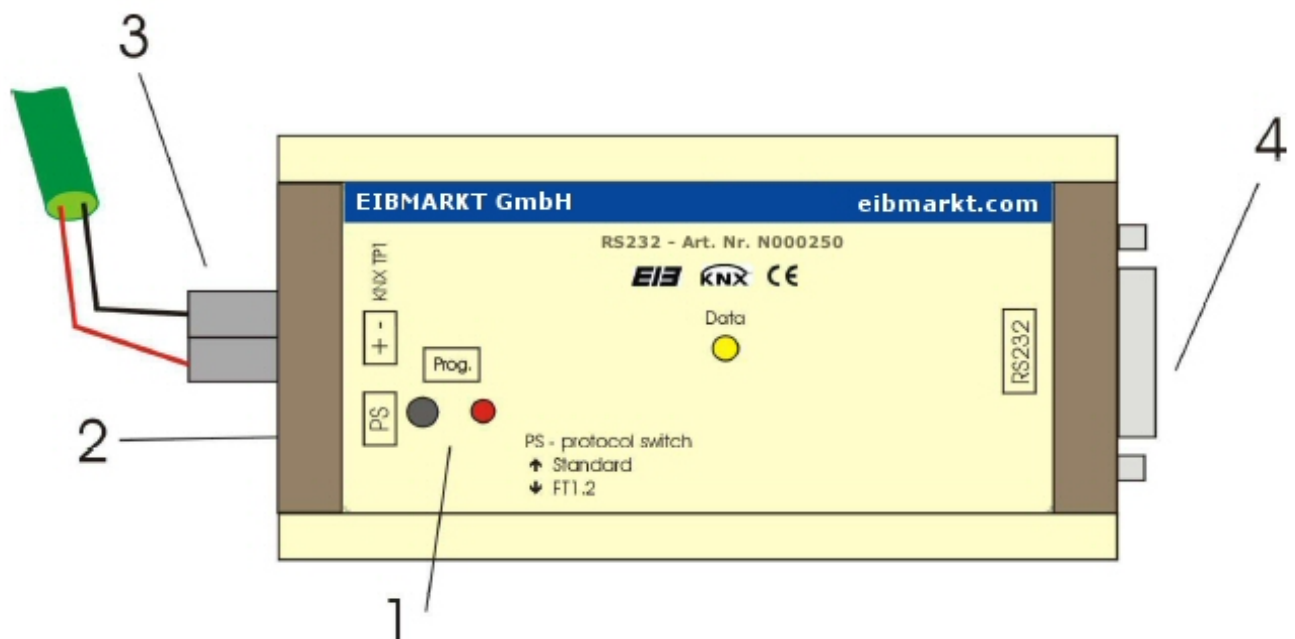 3
4
EIBMARKT GmbH eibmarkt.com
RS232 - Art. Nr. N000250
EIB KNX CE
KNX TP1
+ -
Data
RS232
Prog.
PS
2
PS - protocol switch
↑ Standard
↓ FT1.2
1